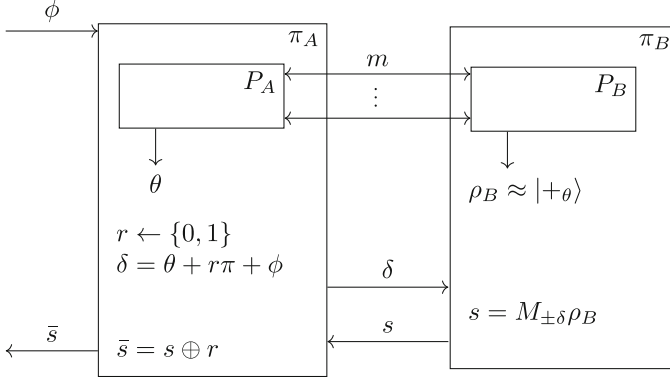 ϕ
π_A
π_B
P_A
m
⋮
P_B
θ
ρ_B ≈ |+_θ⟩
r ← {0, 1}
δ = θ + rπ + ϕ
δ
s = M_{±δ}ρ_B
s̄
s
s̄ = s ⊕ r